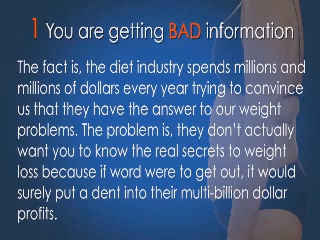 1 You are getting BAD information
The fact is, the diet industry spends millions and
millions of dollars every year trying to convince
us that they have the answer to our weight
problems. The problem is, they don't actually
want you to know the real secrets to weight
loss because if word were to get out, it would
surely put a dent into their multi-billion dollar
profits.